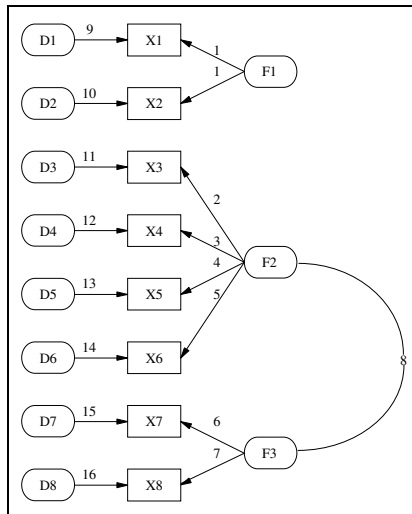 D1 9 X1 1
1 F1
D2 10 X2
D3 11 X3
2
D4 12 X4 3
4 F2
D5 13 X5
5
D6 14 X6
8
D7 15 X7 6
7 F3
D8 16 X8